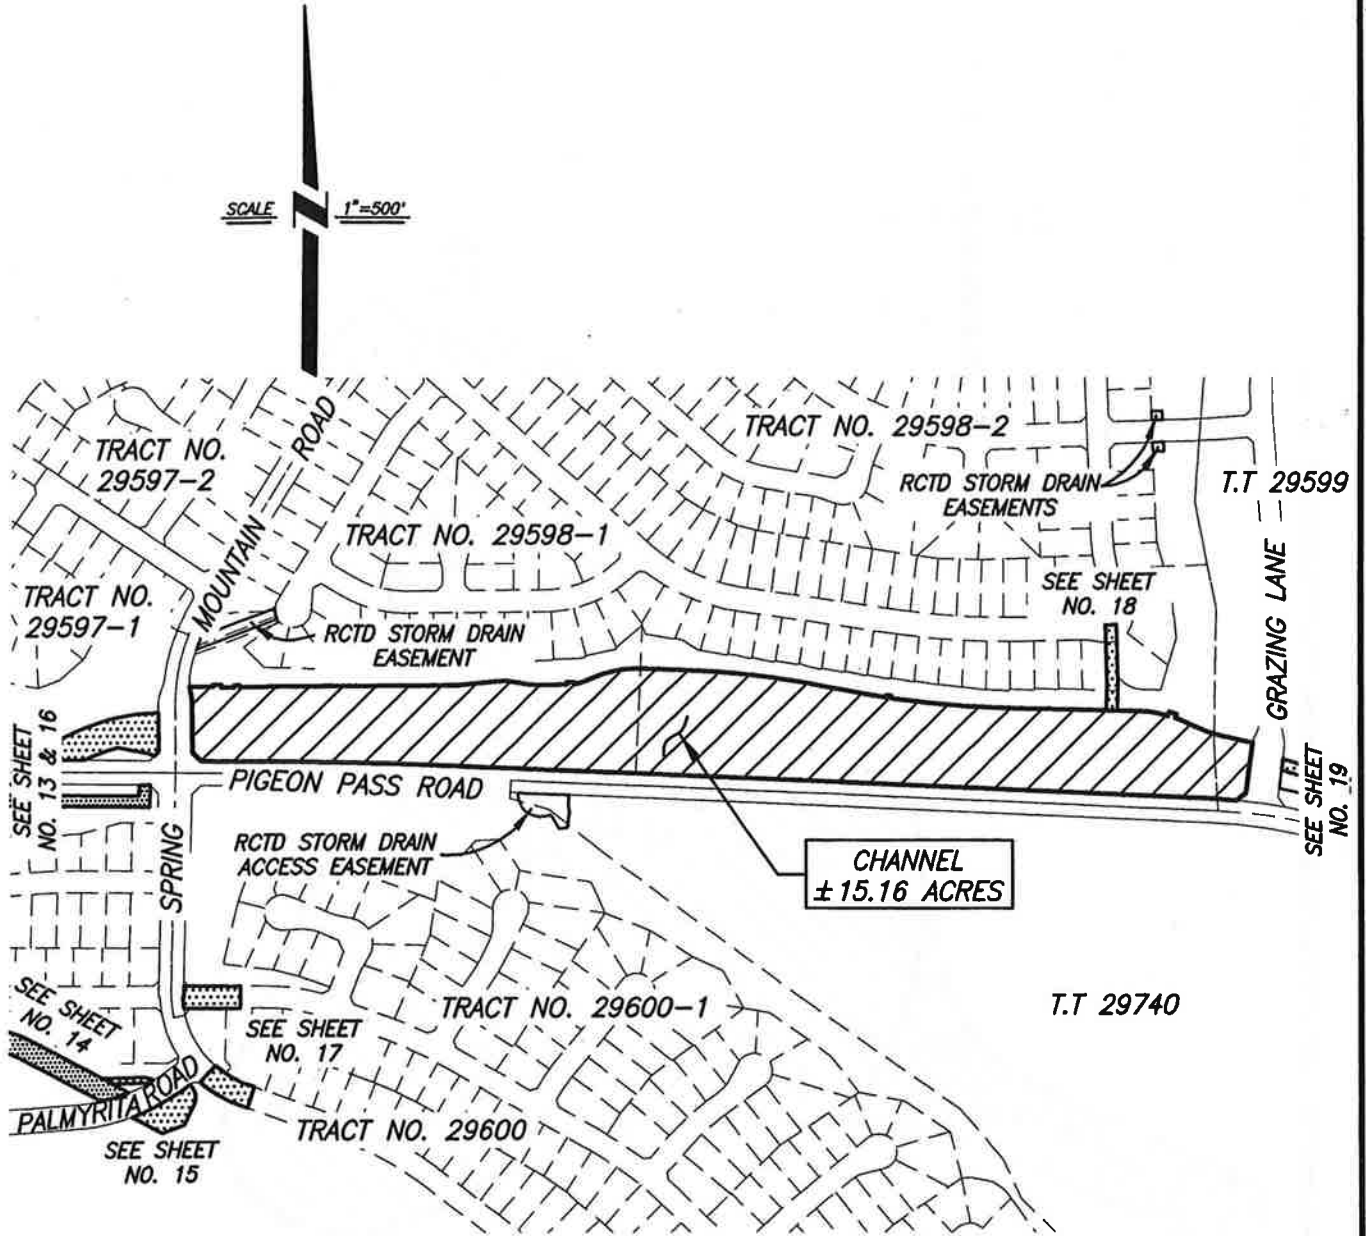 SCALE 1"=500'
MOUNTAIN ROAD
TRACT NO.
29597-2
TRACT NO. 29598-2
RCTD STORM DRAIN
EASEMENTS
T.T 29599
TRACT NO. 29598-1
TRACT NO.
29597-1
SEE SHEET
NO. 18
RCTD STORM DRAIN
EASEMENT
GRAZING LANE
SEE SHEET
NO. 13 & 16
PIGEON PASS ROAD
SEE SHEET
NO. 19
RCTD STORM DRAIN
ACCESS EASEMENT
CHANNEL
±15.16 ACRES
SPRING
SEE SHEET
NO. 14
SEE SHEET
NO. 17
TRACT NO. 29600-1
T.T 29740
PALMYRITA ROAD
TRACT NO. 29600
SEE SHEET
NO. 15